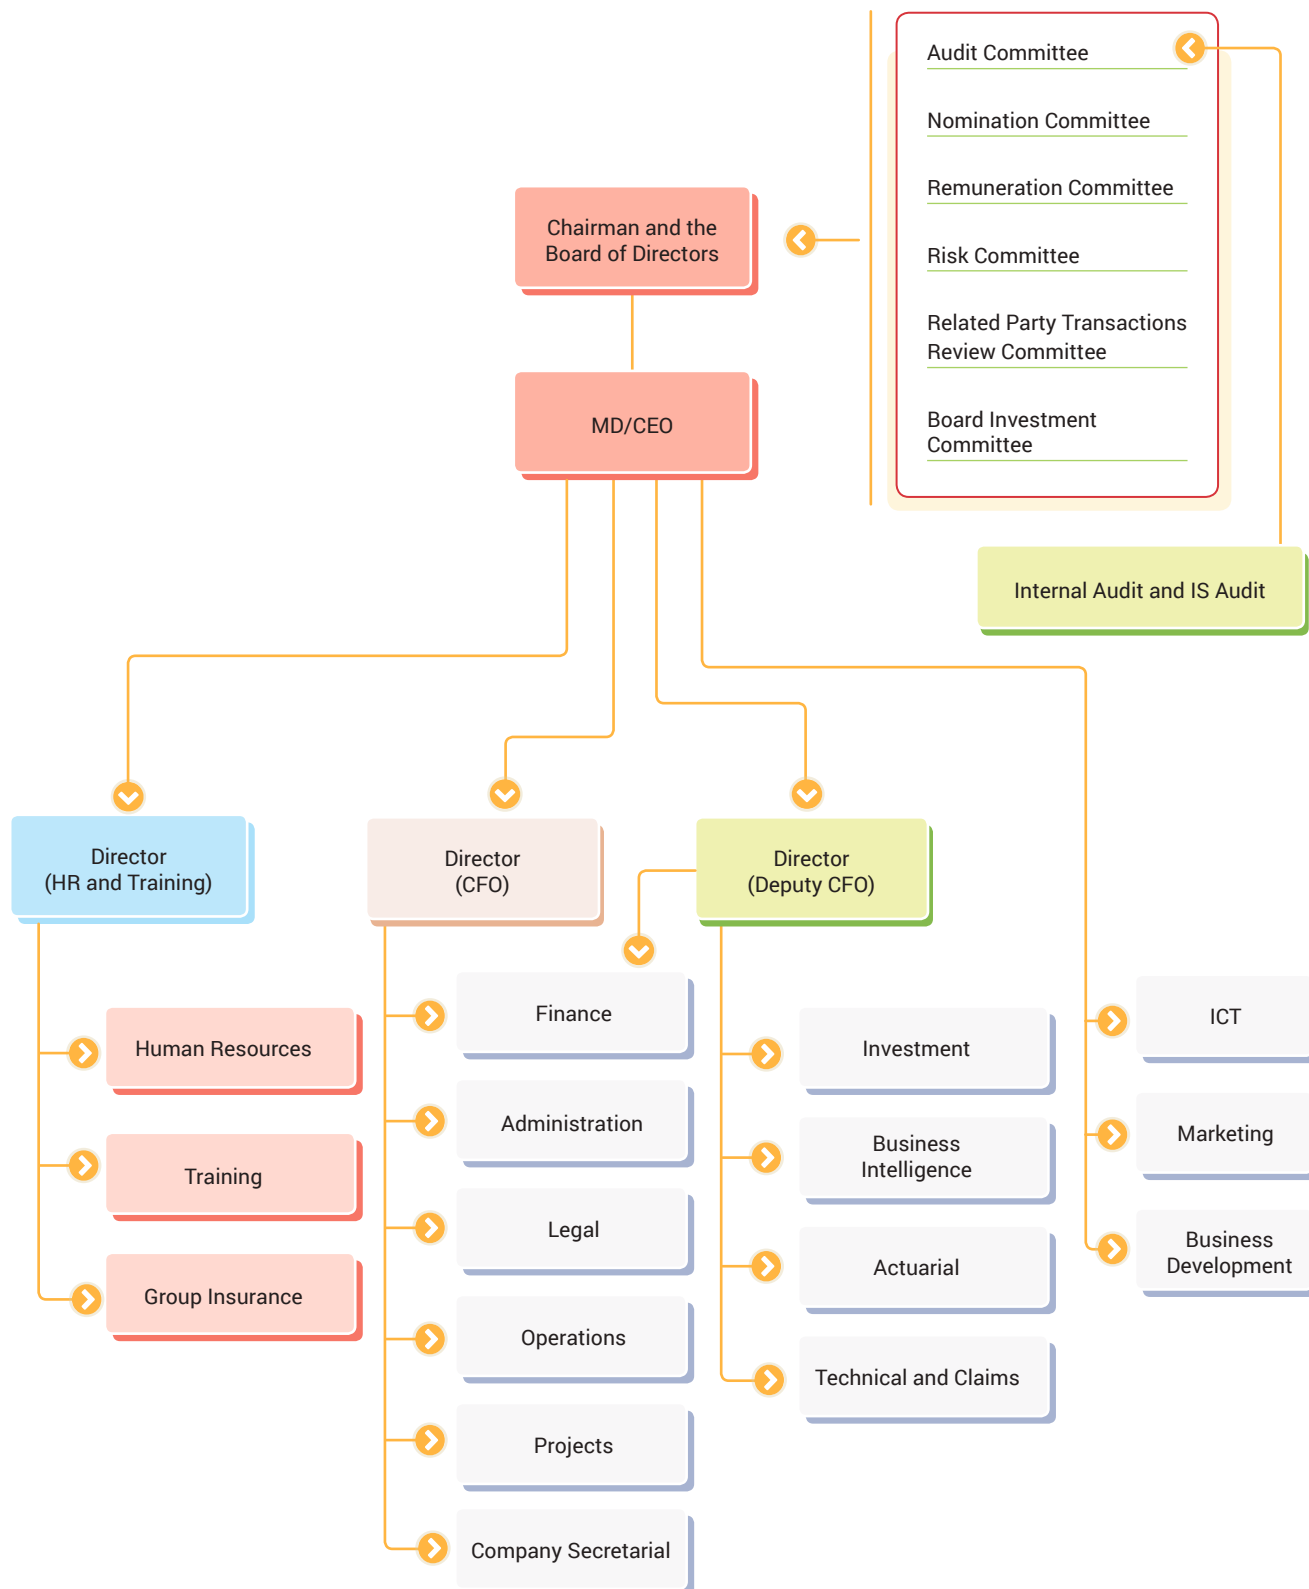 Audit Committee
Nomination Committee
Remuneration Committee
Risk Committee
Related Party Transactions
Review Committee
Board Investment
Committee
Chairman and the
Board of Directors
MD/CEO
Internal Audit and IS Audit
Director
(HR and Training)
Human Resources
Training
Group Insurance
Director
(CFO)
Finance
Administration
Legal
Operations
Projects
Company Secretarial
Director
(Deputy CFO)
Investment
Business
Intelligence
Actuarial
Technical and Claims
ICT
Marketing
Business
Development